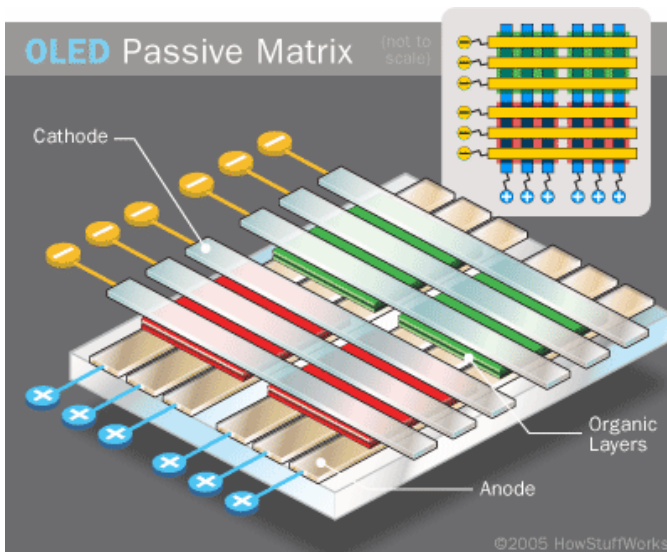 OLED Passive Matrix
(not to
scale)
Cathode
Organic
Layers
Anode
©2005 HowStuffWorks